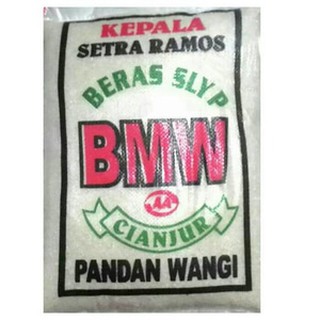 KEPALA
SETRA RAMOS
BERAS SLYP
BMW
AA
CIANJUR
PANDAN WANGI